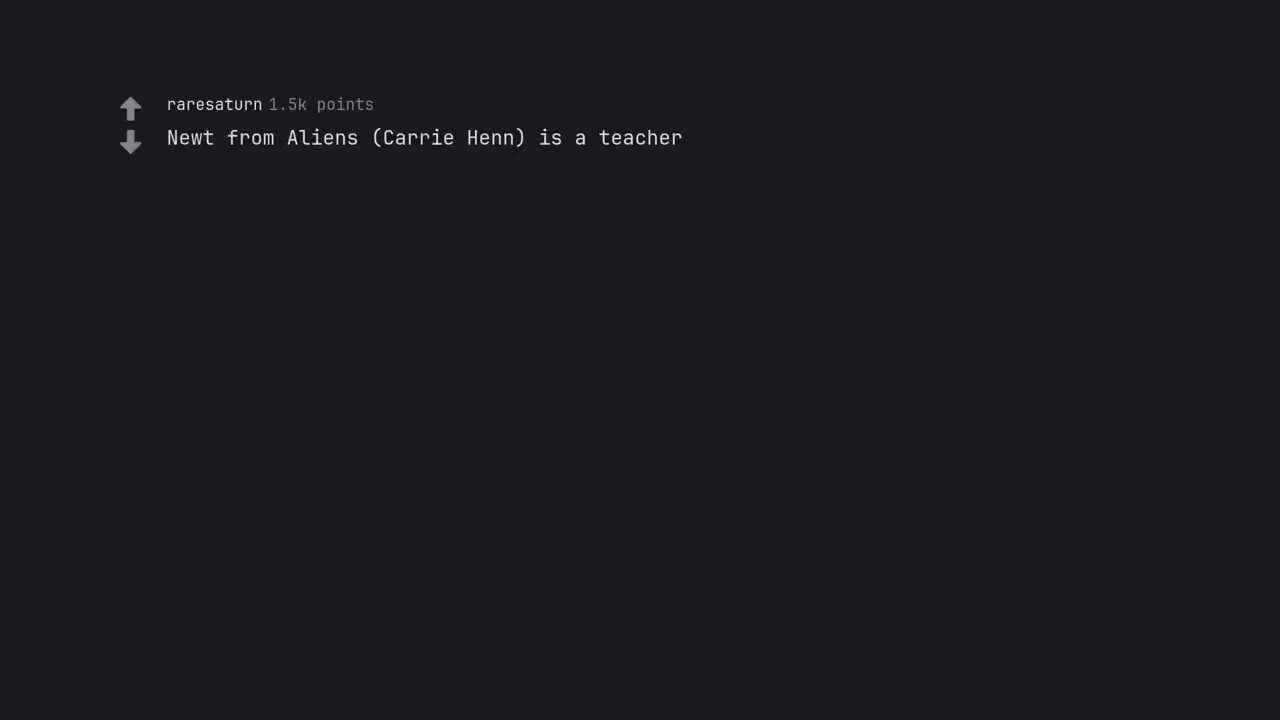 raresaturn 1.5k points
Newt from Aliens (Carrie Henn) is a teacher